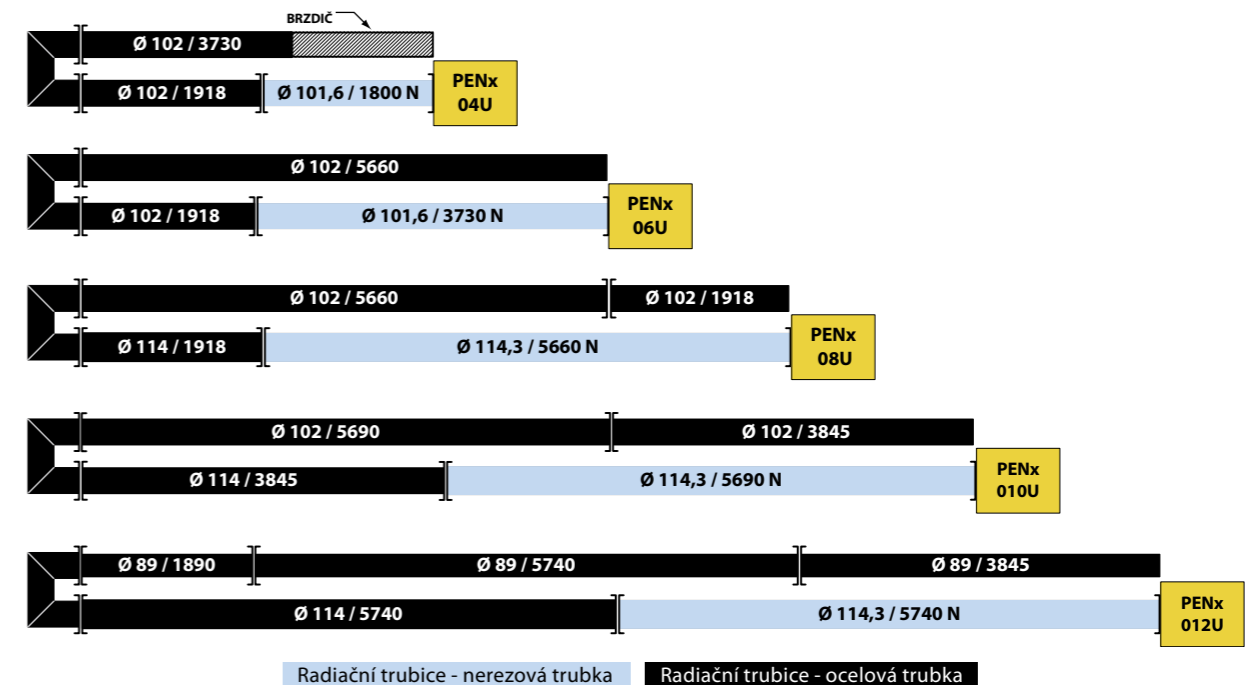 BRZDIČ
Ø 102 / 3730
Ø 102 / 1918
Ø 101,6 / 1800 N
PENx
04U
Ø 102 / 5660
Ø 102 / 1918
Ø 101,6 / 3730 N
PENx
06U
Ø 102 / 5660
Ø 102 / 1918
Ø 114 / 1918
Ø 114,3 / 5660 N
PENx
08U
Ø 102 / 5690
Ø 102 / 3845
Ø 114 / 3845
Ø 114,3 / 5690 N
PENx
010U
Ø 89 / 1890
Ø 89 / 5740
Ø 89 / 3845
Ø 114 / 5740
Ø 114,3 / 5740 N
PENx
012U
Radiační trubice - nerezová trubka
Radiační trubice - ocelová trubka